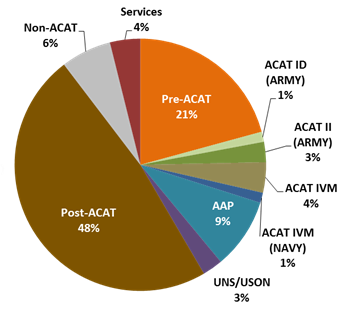 Services
4%
Non-ACAT
6%
Pre-ACAT
21%
ACAT ID
(ARMY)
1%
ACAT II
(ARMY)
3%
ACAT IVM
4%
ACAT IVM
(NAVY)
1%
AAP
9%
UNS/USON
3%
Post-ACAT
48%